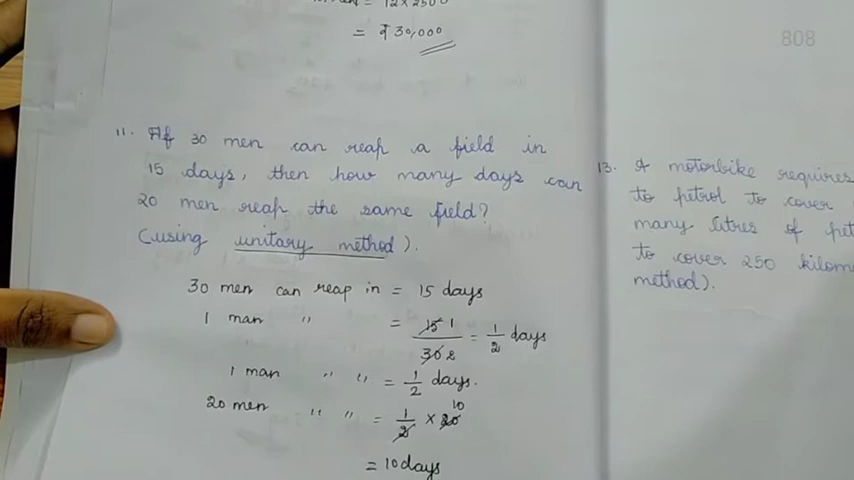 = 12 x 2500
= ₹ 30,000
808
11. If 30 men can reap a field in
15 days, then how many days can
20 men reap the same field?
(using unitary method).
30 men can reap in = 15 days
1 man " = 15 1 / 30 2 = 1/2 days
1 man " " = 1/2 days.
20 men " " = 1/2 x 20 10
= 10 days
13. A motorbike requires
to petrol to cover
many litres of
to cover 250
method).